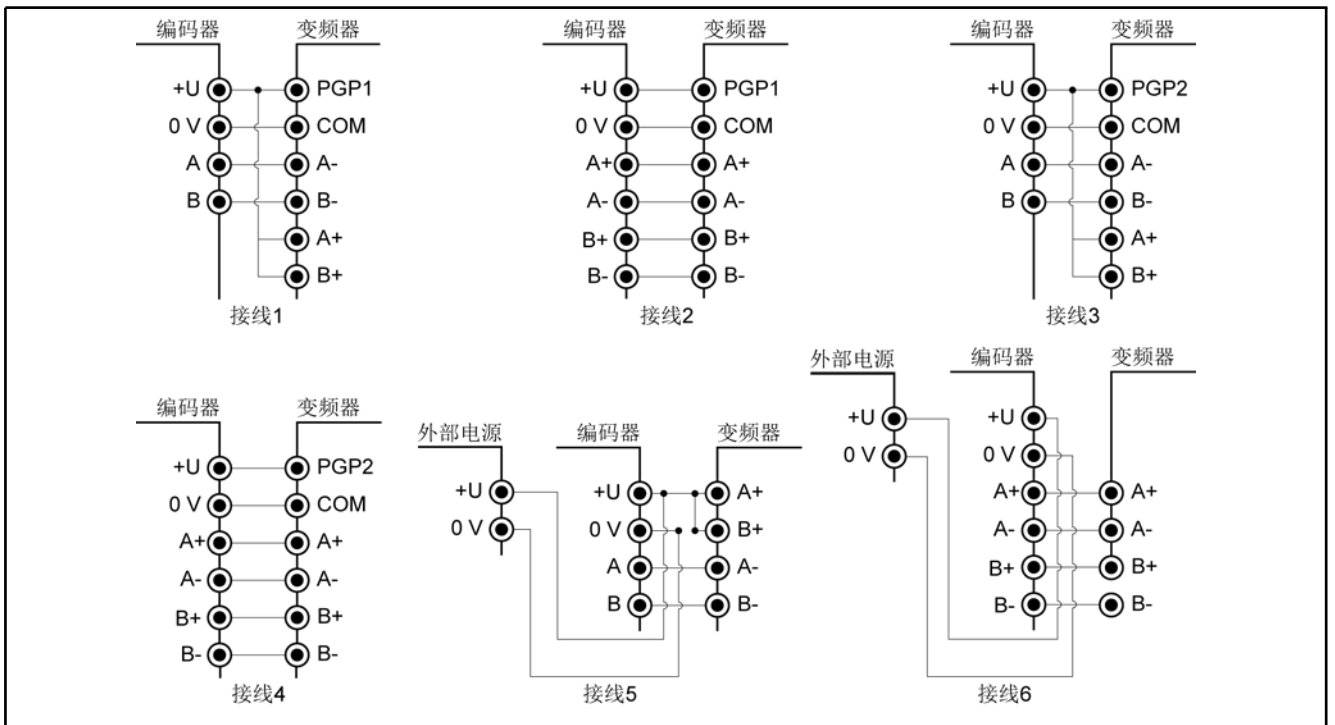 编码器 变频器
+U PGP1
0 V COM
A A-
B B-
A+
B+
接线1
编码器 变频器
+U PGP1
0 V COM
A+ A+
A- A-
B+ B+
B- B-
接线2
编码器 变频器
+U PGP2
0 V COM
A A-
B B-
A+
B+
接线3
编码器 变频器
+U PGP2
0 V COM
A+ A+
A- A-
B+ B+
B- B-
接线4
外部电源 编码器 变频器
+U +U A+
0 V 0 V B+
A A-
B B-
接线5
外部电源 编码器 变频器
+U +U
0 V 0 V
A+ A+
A- A-
B+ B+
B- B-
接线6